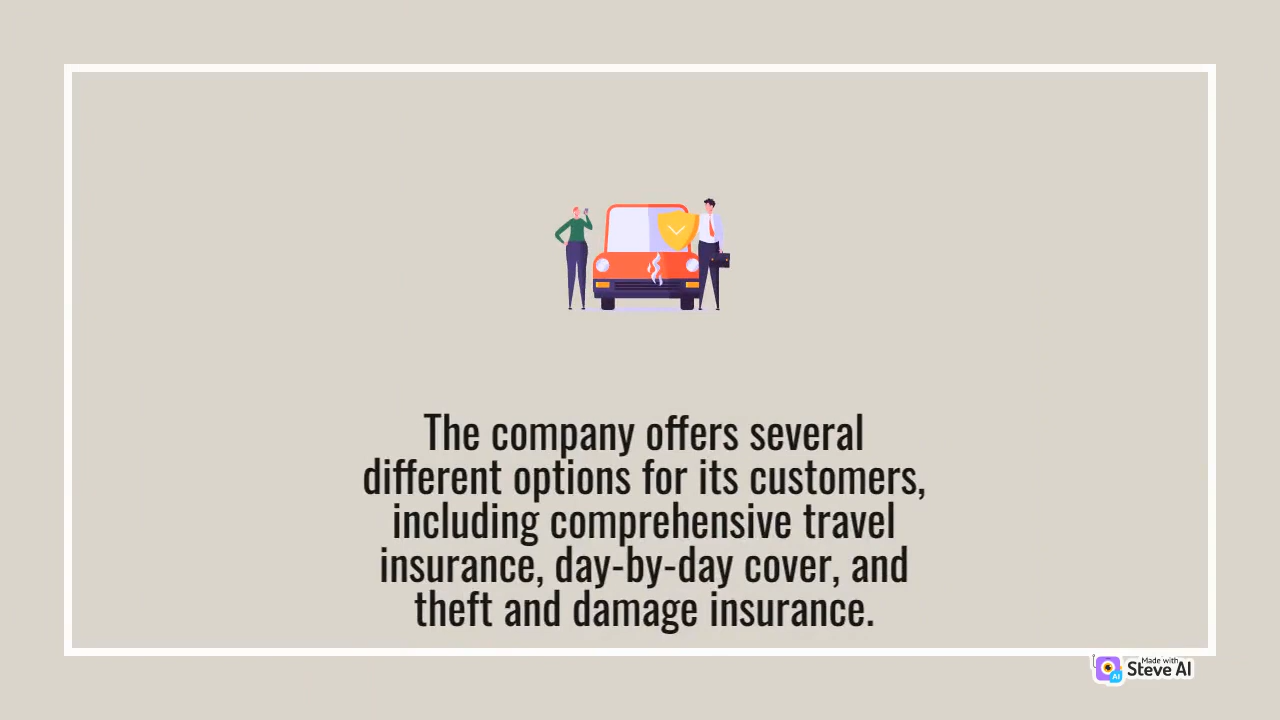 The company offers several
different options for its customers,
including comprehensive travel
insurance, day-by-day cover, and
theft and damage insurance.
Made with
Steve AI
AI